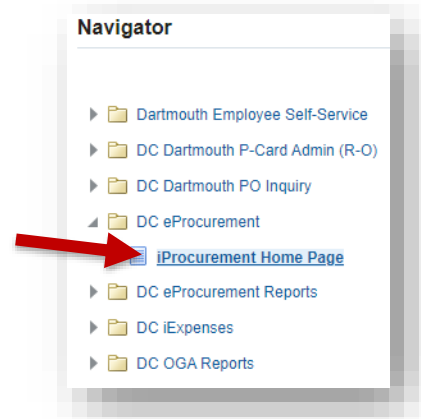 Navigator
Dartmouth Employee Self-Service
DC Dartmouth P-Card Admin (R-O)
DC Dartmouth PO Inquiry
DC eProcurement
iProcurement Home Page
DC eProcurement Reports
DC iExpenses
DC OGA Reports